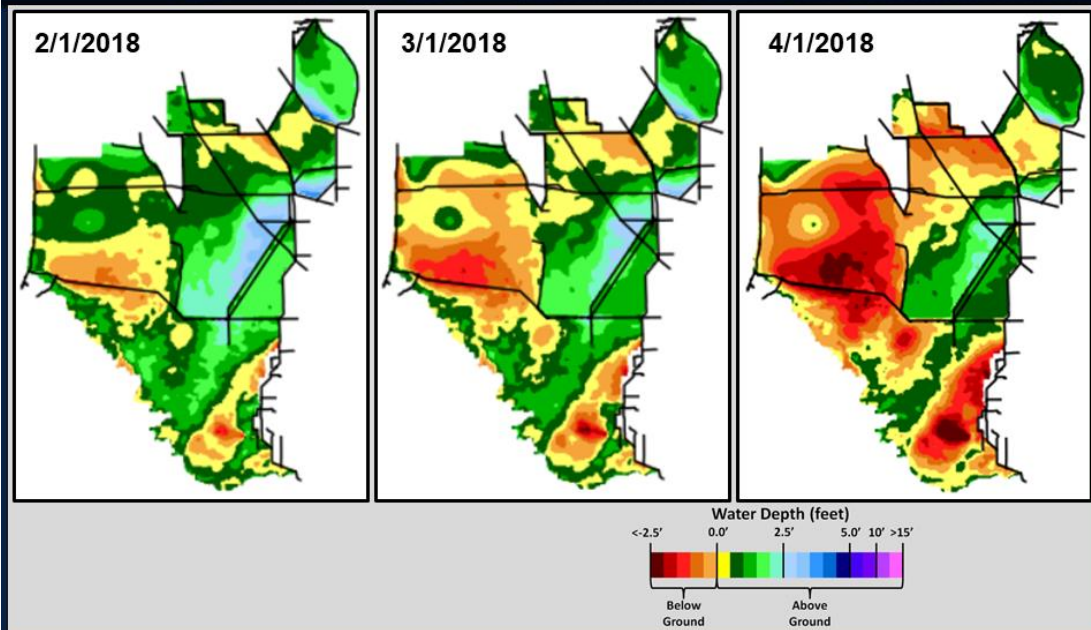 2/1/2018
3/1/2018
4/1/2018
Water Depth (feet)
<-2.5' 0.0' 2.5' 5.0' 10' >15'
Below Ground
Above Ground